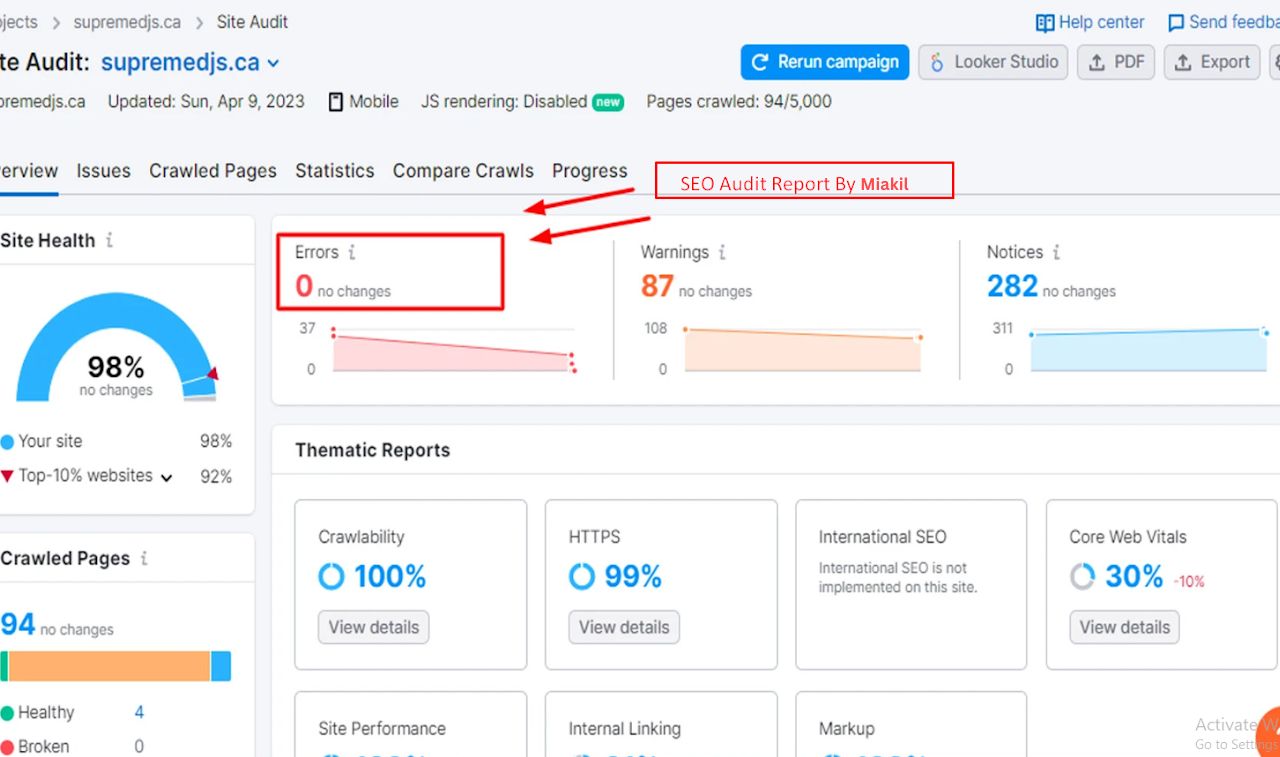 supremedjs.ca > Site Audit
Help center
Send
Audit: supremedjs.ca
Rerun campaign
Looker Studio
PDF
Export
Updated: Sun, Apr 9, 2023
Mobile
JS rendering: Disabled new
Pages crawled: 94/5,000
Issues
Crawled Pages
Statistics
Compare Crawls
Progress
SEO Audit Report By Miakil
Site Health
98%
no changes
Your site 98%
Top-10% websites 92%
Errors
0 no changes
37
0
Warnings
87 no changes
108
0
Notices
282 no changes
311
0
Thematic Reports
Crawlability
100%
View details
HTTPS
99%
View details
International SEO
International SEO is not
implemented on this site.
Core Web Vitals
30% -10%
View details
Crawled Pages
94 no changes
Healthy 4
Broken 0
Site Performance
Internal Linking
Markup
Activate
Go to Settings